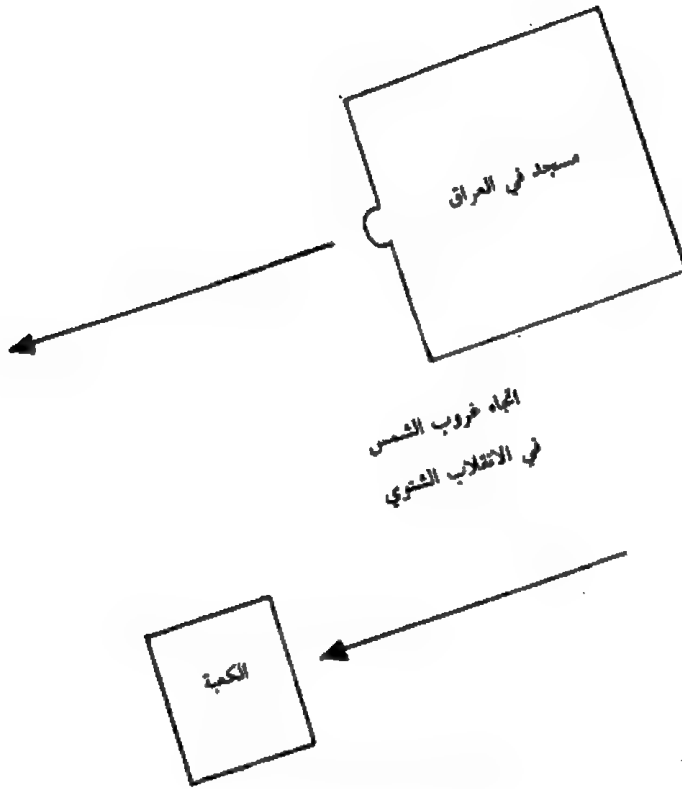 مسجد في العراق
اتجاه غروب الشمس
في الانقلاب الشتوي
الكعبة